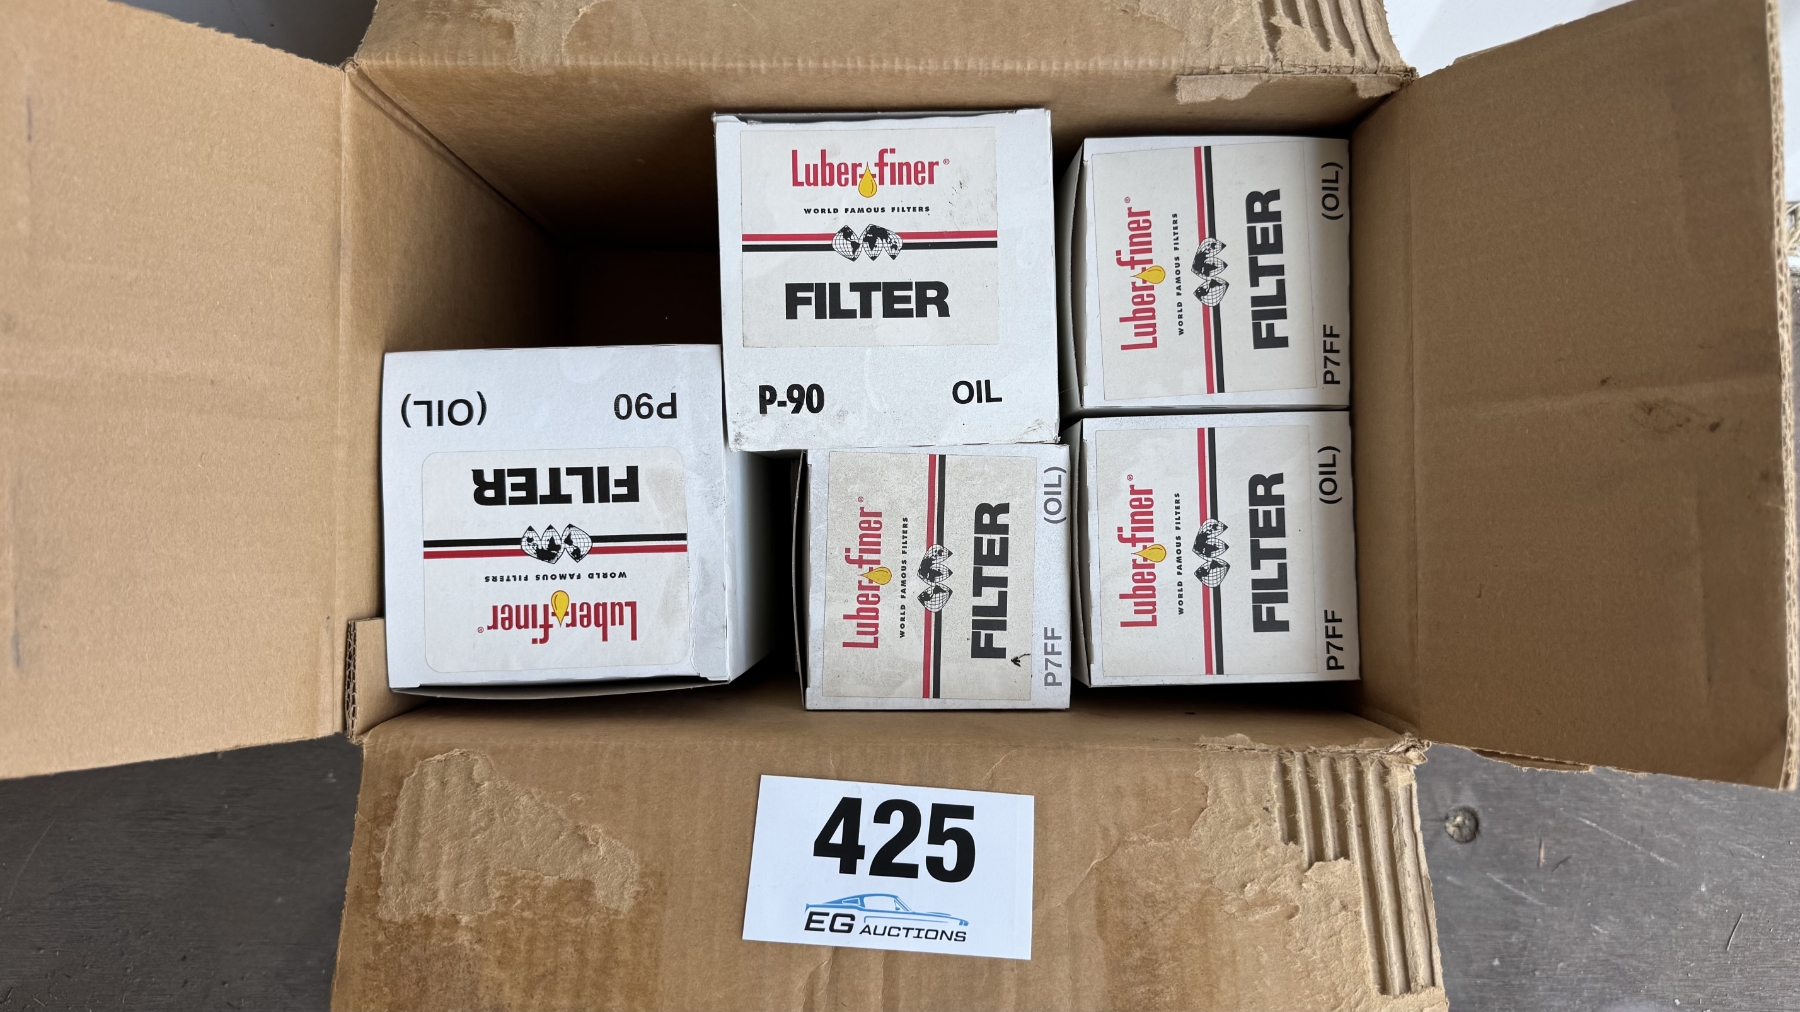 Luber-finer®
WORLD FAMOUS FILTERS
FILTER
P-90 OIL
Luber-finer®
WORLD FAMOUS FILTERS
FILTER
P7FF (OIL)
Luber-finer®
WORLD FAMOUS FILTERS
FILTER
P90 (OIL)
Luber-finer®
WORLD FAMOUS FILTERS
FILTER
P7FF (OIL)
Luber-finer®
WORLD FAMOUS FILTERS
FILTER
P7FF (OIL)
425
EG AUCTIONS